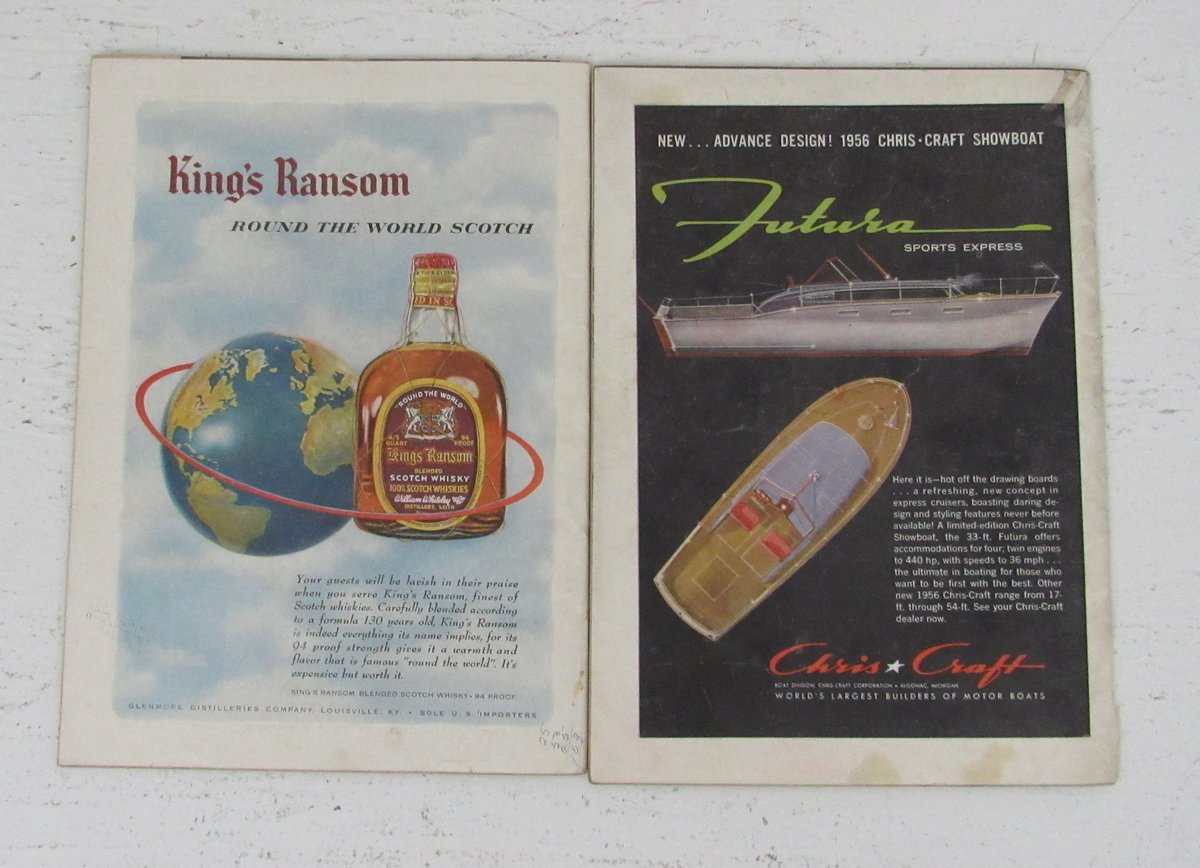 King's Ransom
ROUND THE WORLD SCOTCH
ED IN SC
"ROUND THE WORLD"
4/5 QUART
94 PROOF
King's Ransom
BLENDED
SCOTCH WHISKY
100% SCOTCH WHISKIES
William Whiteley & Co
DISTILLERS, LEITH
Your guests will be lavish in their praise
when you serve King's Ransom, finest of
Scotch whiskies. Carefully blended according
to a formula 130 years old, King's Ransom
is indeed everything its name implies, for its
94 proof strength gives it a warmth and
flavor that is famous "round the world". It's
expensive but worth it.
KING'S RANSOM, BLENDED SCOTCH WHISKY • 94 PROOF
GLENMORE DISTILLERIES COMPANY, LOUISVILLE, KY. • SOLE U. S. IMPORTERS
NEW... ADVANCE DESIGN! 1956 CHRIS•CRAFT SHOWBOAT
Futura
SPORTS EXPRESS
Here it is—hot off the drawing boards
. . . a refreshing, new concept in
express cruisers, boasting daring de-
sign and styling features never before
available! A limited-edition Chris-Craft
Showboat, the 33-ft. Futura offers
accommodations for four; twin engines
to 440 hp, with speeds to 36 mph . . .
the ultimate in boating for those who
want to be first with the best. Other
new 1956 Chris-Craft range from 17-
ft. through 54-ft. See your Chris-Craft
dealer now.
Chris★Craft
BOAT DIVISION, CHRIS-CRAFT CORPORATION • ALGONAC, MICHIGAN
WORLD'S LARGEST BUILDERS OF MOTOR BOATS